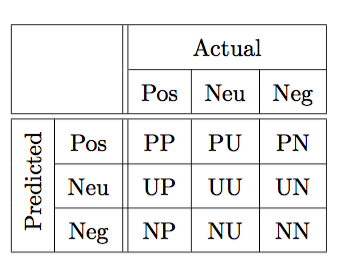 Actual
Pos Neu Neg
Predicted
Pos PP PU PN
Neu UP UU UN
Neg NP NU NN